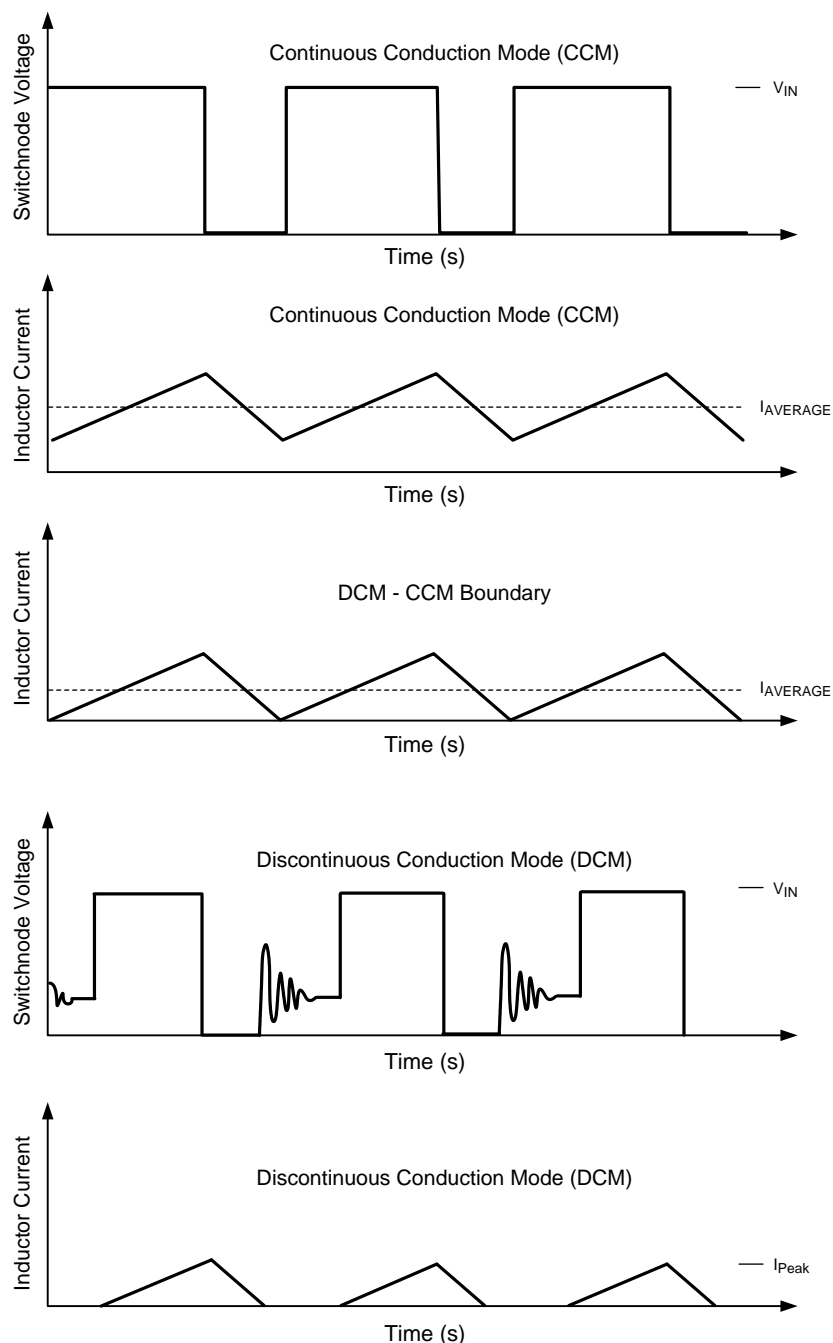 Continuous Conduction Mode (CCM)
V_IN
Switchnode Voltage
Time (s)
Continuous Conduction Mode (CCM)
Inductor Current
I_AVERAGE
Time (s)
DCM - CCM Boundary
Inductor Current
I_AVERAGE
Time (s)
Discontinuous Conduction Mode (DCM)
V_IN
Switchnode Voltage
Time (s)
Discontinuous Conduction Mode (DCM)
Inductor Current
I_Peak
Time (s)